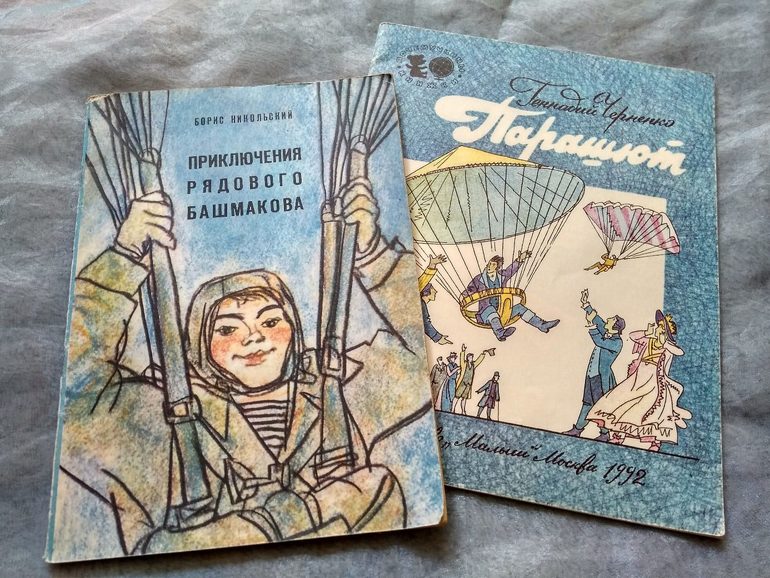 БОРИС НИКОЛЬСКИЙ
ПРИКЛЮЧЕНИЯ
РЯДОВОГО
БАШМАКОВА
Геннадий Черненко
Парашют
"Малыш" Москва 1992